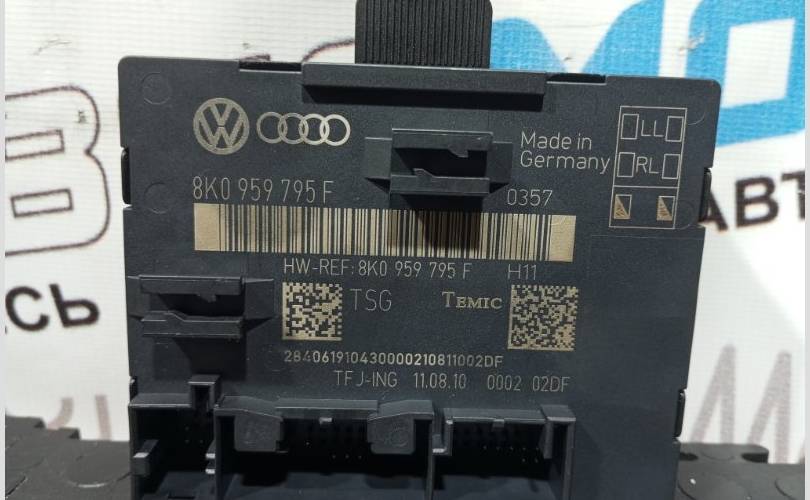 Made in
Germany
LL
RL
8K0 959 795 F
0357
HW-REF: 8K0 959 795 F H11
TSG TEMIC
284061910430000210811002DF
TFJ-ING 11.08.10 0002 02DF
АВТ
СЬ